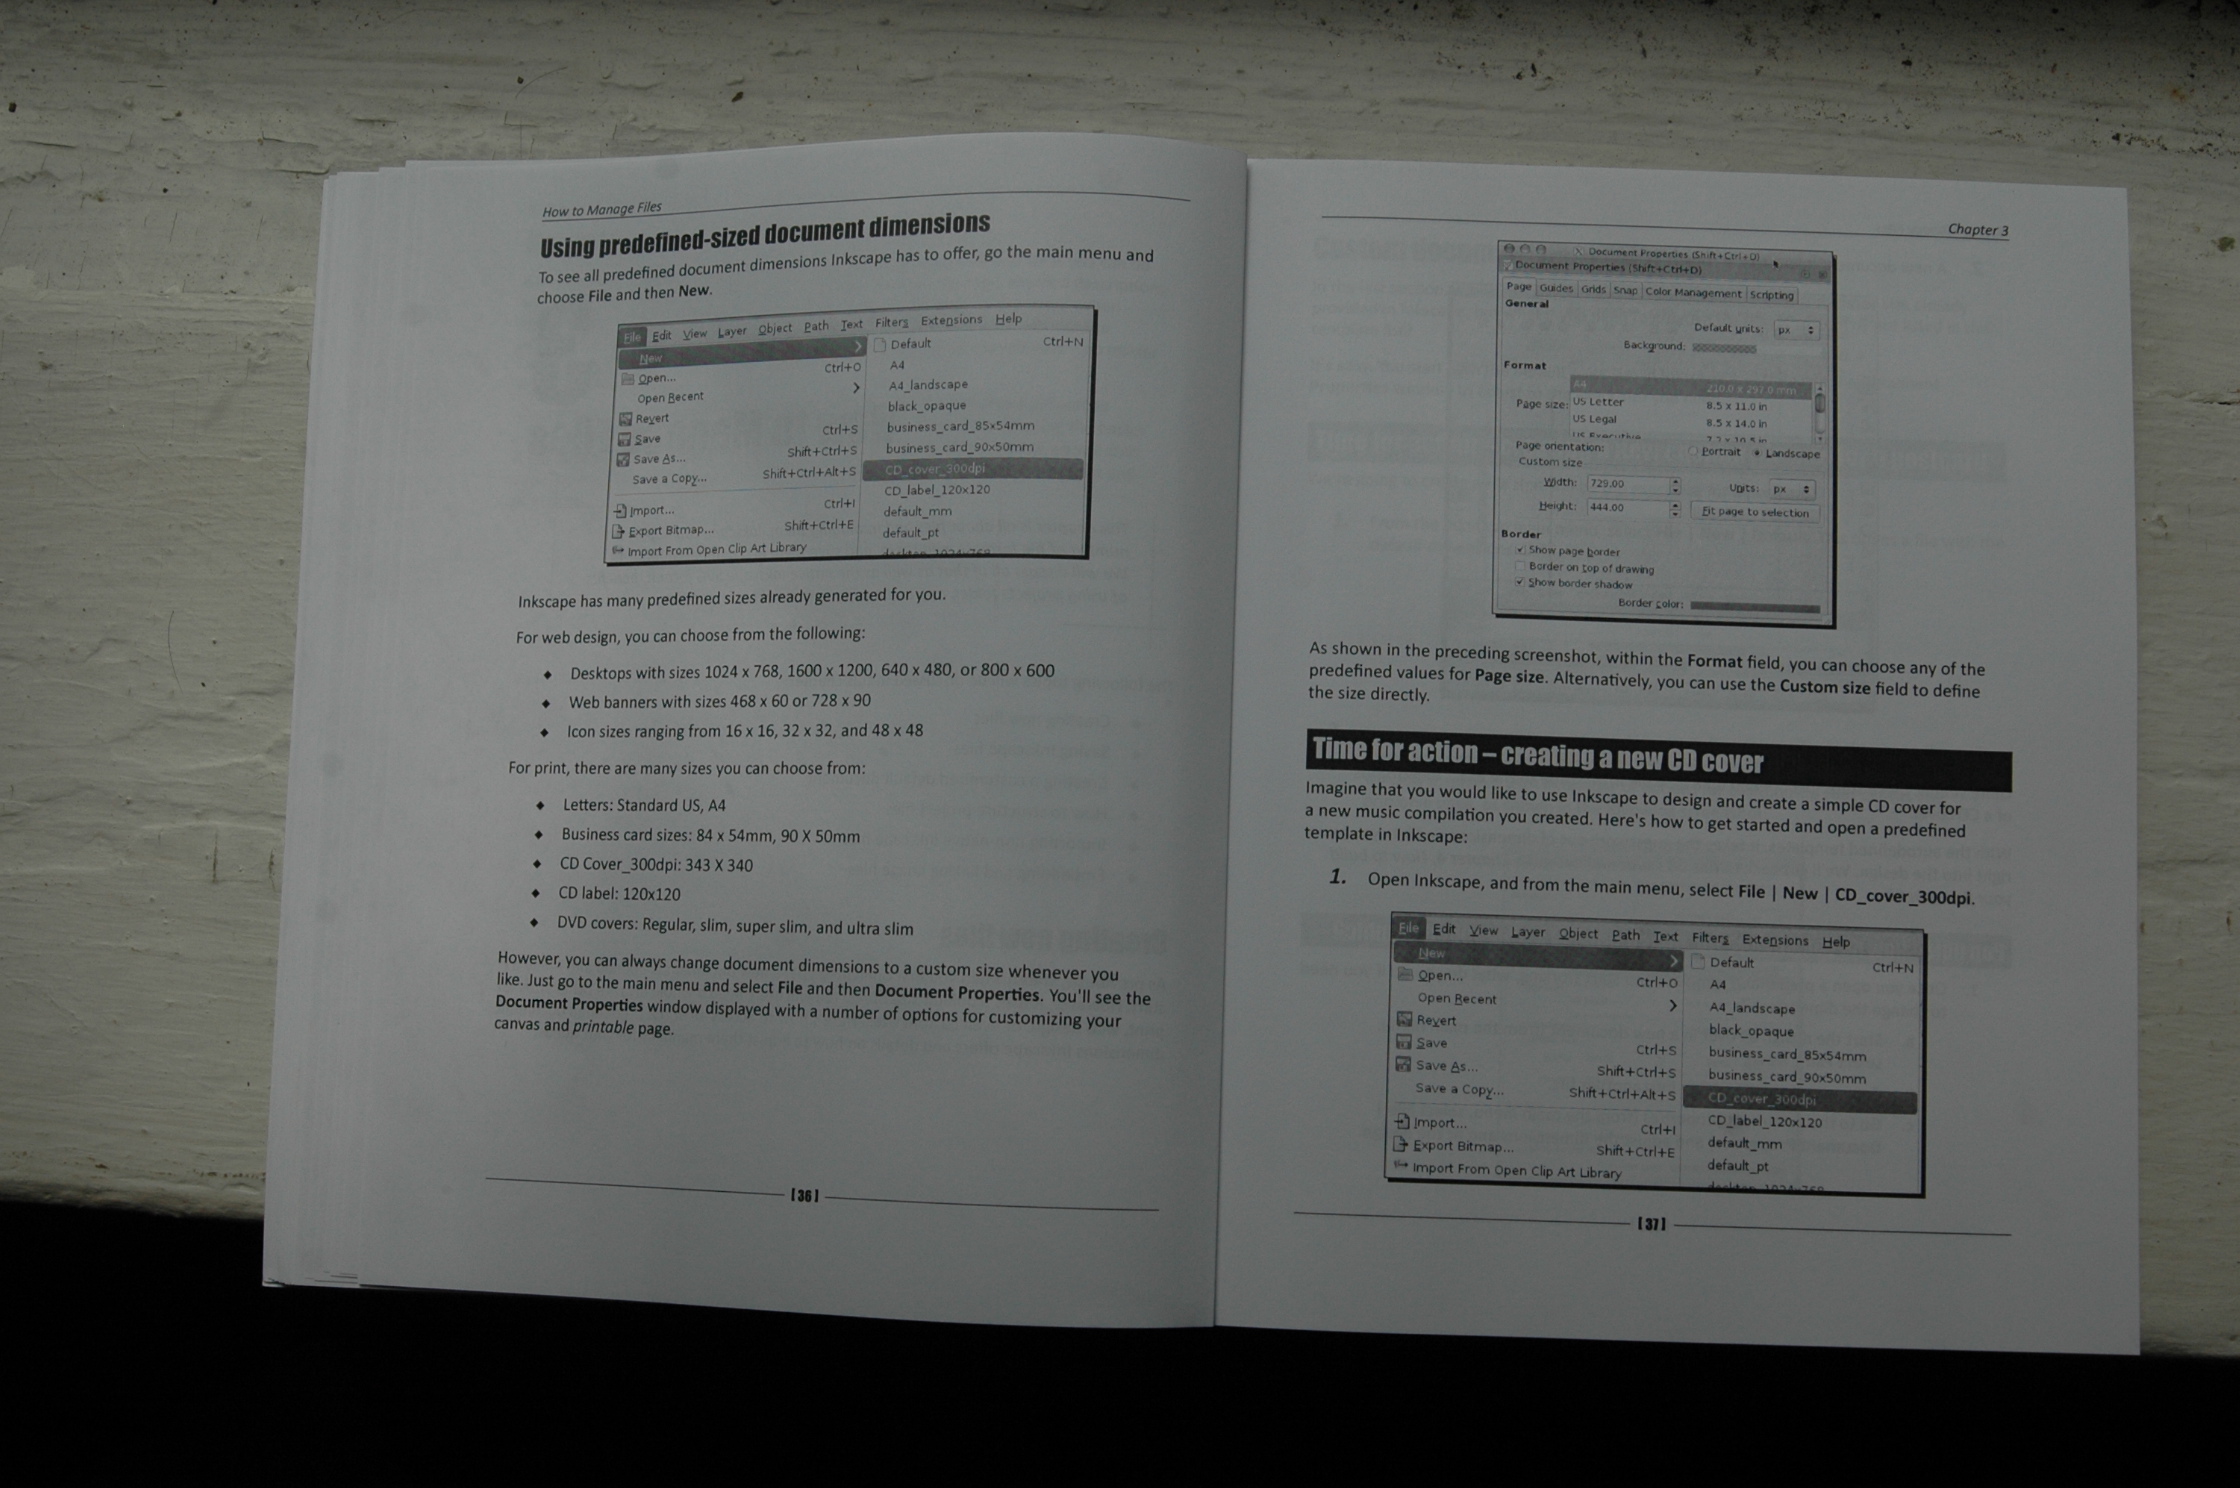 How to Manage Files
Using predefined-sized document dimensions
To see all predefined document dimensions Inkscape has to offer, go the main menu and
choose File and then New.
File Edit View Layer Object Path Text Filters Extensions Help
New
Open... Ctrl+O
Open Recent
Revert
Save Ctrl+S
Save As... Shift+Ctrl+S
Save a Copy... Shift+Ctrl+Alt+S
Import... Ctrl+I
Export Bitmap... Shift+Ctrl+E
Import From Open Clip Art Library
Default Ctrl+N
A4
A4_landscape
black_opaque
business_card_85x54mm
business_card_90x50mm
CD_cover_300dpi
CD_label_120x120
default_mm
default_pt
desktop_1024x768
Inkscape has many predefined sizes already generated for you.
For web design, you can choose from the following:
◆ Desktops with sizes 1024 x 768, 1600 x 1200, 640 x 480, or 800 x 600
◆ Web banners with sizes 468 x 60 or 728 x 90
◆ Icon sizes ranging from 16 x 16, 32 x 32, and 48 x 48
For print, there are many sizes you can choose from:
◆ Letters: Standard US, A4
◆ Business card sizes: 84 x 54mm, 90 X 50mm
◆ CD Cover_300dpi: 343 X 340
◆ CD label: 120x120
◆ DVD covers: Regular, slim, super slim, and ultra slim
However, you can always change document dimensions to a custom size whenever you
like. Just go to the main menu and select File and then Document Properties. You'll see the
Document Properties window displayed with a number of options for customizing your
canvas and printable page.
[36]
Chapter 3
Document Properties (Shift+Ctrl+D)
Document Properties (Shift+Ctrl+D)
Page Guides Grids Snap Color Management Scripting
General
Default units: px
Background:
Format
A4 210.0 x 297.0 mm
Page size: US Letter 8.5 x 11.0 in
US Legal 8.5 x 14.0 in
US Executive 7.2 x 10.5 in
Page orientation: Portrait Landscape
Custom size
Width: 729.00 Units: px
Height: 444.00 Fit page to selection
Border
Show page border
Border on top of drawing
Show border shadow
Border color:
As shown in the preceding screenshot, within the Format field, you can choose any of the
predefined values for Page size. Alternatively, you can use the Custom size field to define
the size directly.
Time for action – creating a new CD cover
Imagine that you would like to use Inkscape to design and create a simple CD cover for
a new music compilation you created. Here's how to get started and open a predefined
template in Inkscape:
1. Open Inkscape, and from the main menu, select File | New | CD_cover_300dpi.
File Edit View Layer Object Path Text Filters Extensions Help
New
Open... Ctrl+O
Open Recent
Revert
Save Ctrl+S
Save As... Shift+Ctrl+S
Save a Copy... Shift+Ctrl+Alt+S
Import... Ctrl+I
Export Bitmap... Shift+Ctrl+E
Import From Open Clip Art Library
Default Ctrl+N
A4
A4_landscape
black_opaque
business_card_85x54mm
business_card_90x50mm
CD_cover_300dpi
CD_label_120x120
default_mm
default_pt
desktop_1024x768
[37]